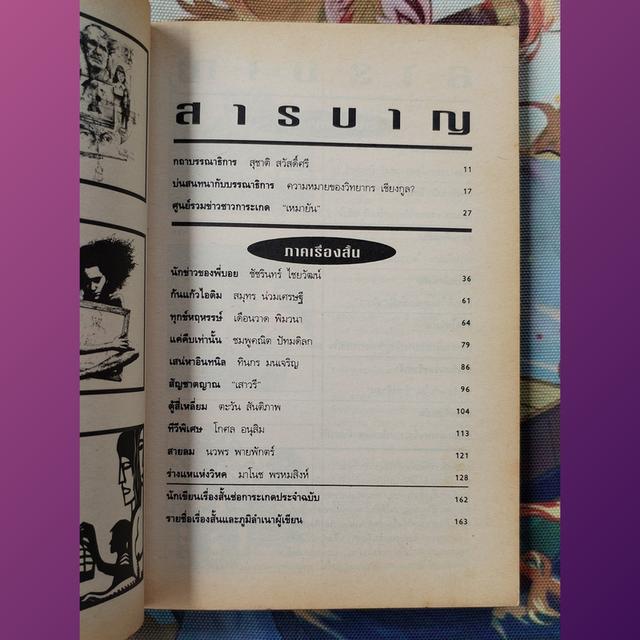 สารบาญ
กถาบรรณาธิการ สุชาติ สวัสดิ์ศรี 11
บ่นสนทนากับบรรณาธิการ ความหมายของวิทยากร เชียงกูล? 17
ศูนย์รวมข่าวชาวการะเกด "เหมายัน" 27
ภาคเรื่องสั้น
นักข่าวของพี่บอย ชัชรินทร์ ไชยวัฒน์ 36
ก้นแก้วไอติม สมุทร น่วมเศรษฐี 61
ทุกข์หฤหรรษ์ เดือนวาด พิมวนา 64
แค่คืบเท่านั้น ชมพูคณิต ปัทมดิลก 79
เสน่หาอินทนิล ทินกร มนเจริญ 86
สัญชาตญาณ "เสาวรี" 96
ตู้สี่เหลี่ยม ตะวัน สันติภาพ 104
ทีวีพิเศษ โกศล อนุสิม 113
สายลม นวพร พายพักตร์ 121
ร่างแหแห่งวิหค มาโนช พรหมสิงห์ 128
นักเขียนเรื่องสั้นช่อการะเกดประจำฉบับ 162
รายชื่อเรื่องสั้นและภูมิลำเนาผู้เขียน 163